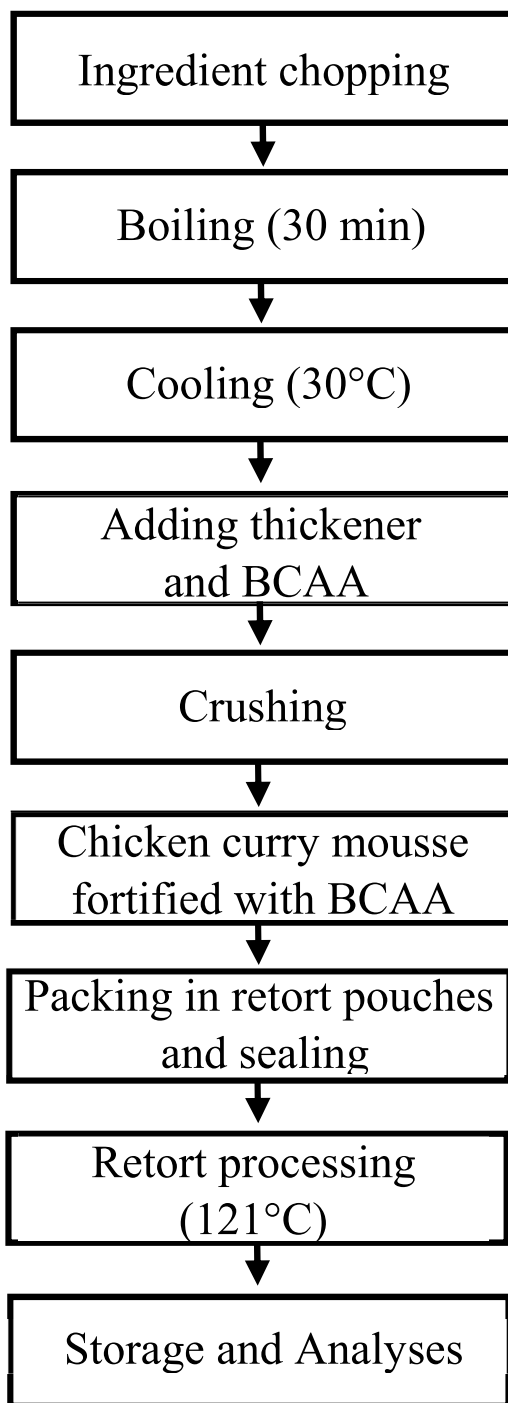 Ingredient chopping
Boiling (30 min)
Cooling (30°C)
Adding thickener
and BCAA
Crushing
Chicken curry mousse
fortified with BCAA
Packing in retort pouches
and sealing
Retort processing
(121°C)
Storage and Analyses